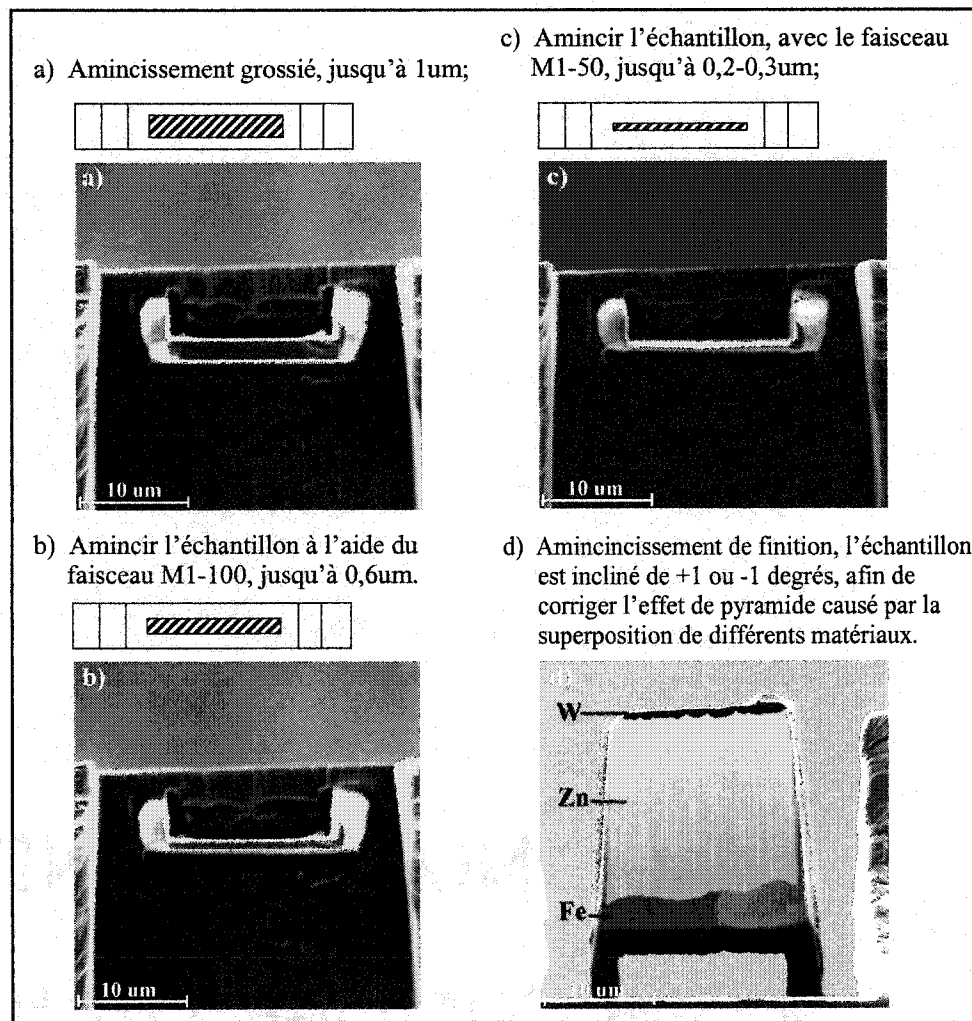 a) Amincissement grossié, jusqu'à 1um;
a)
10 um
b) Amincir l'échantillon à l'aide du
faisceau M1-100, jusqu'à 0,6um.
b)
10 um
c) Amincir l'échantillon, avec le faisceau
M1-50, jusqu'à 0,2-0,3um;
c)
10 um
d) Amincincissement de finition, l'échantillon
est incliné de +1 ou -1 degrés, afin de
corriger l'effet de pyramide causé par la
superposition de différents matériaux.
d)
W
Zn
Fe
10 um